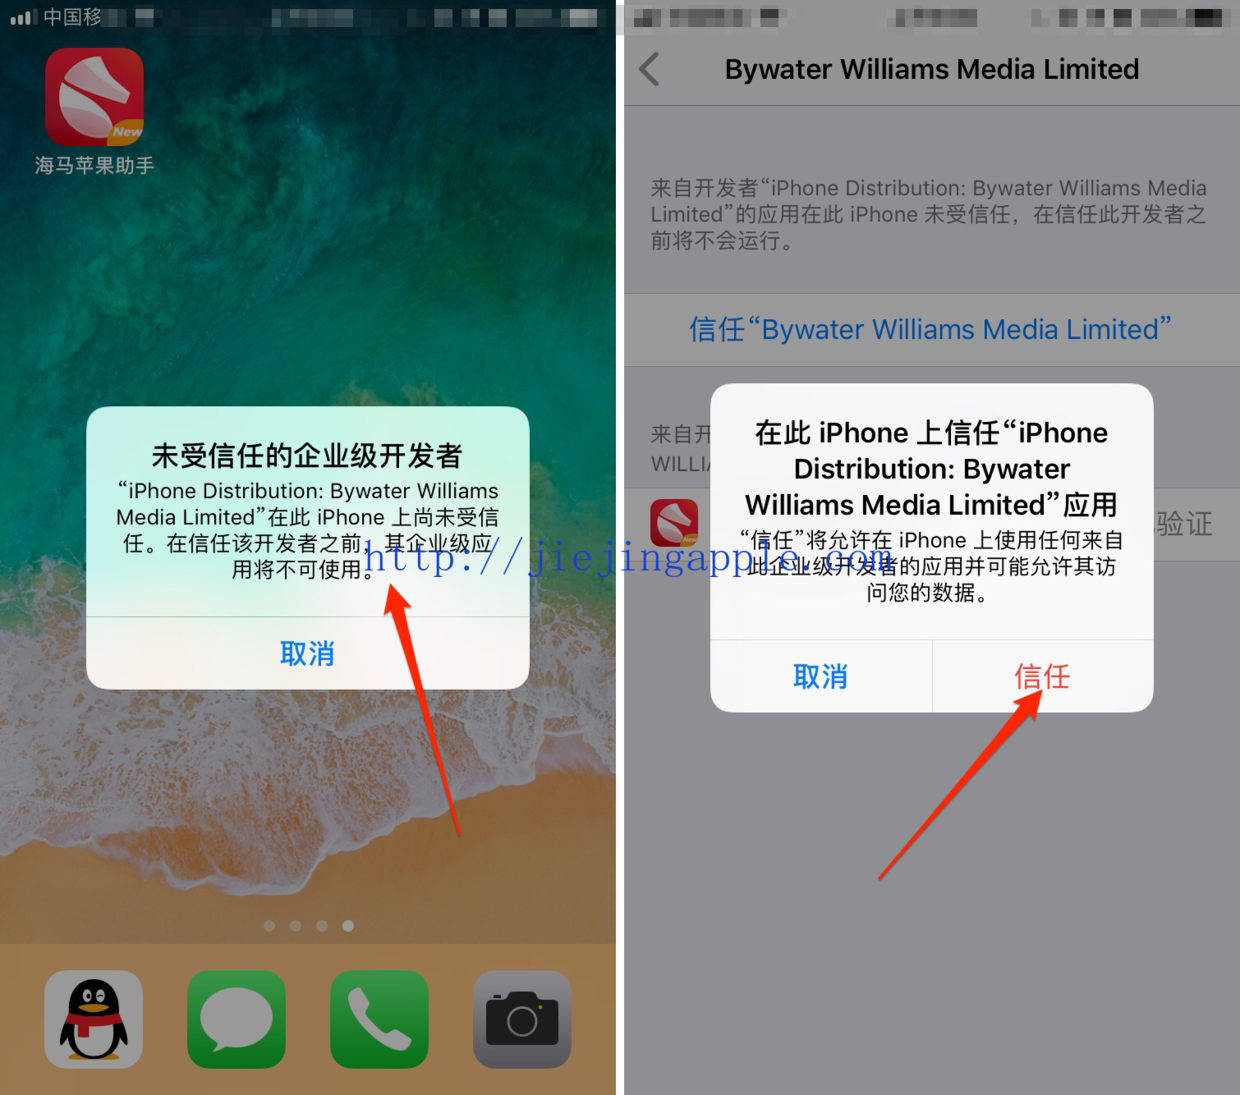 中国移
New
海马苹果助手
未受信任的企业级开发者
“iPhone Distribution: Bywater Williams
Media Limited”在此 iPhone 上尚未受信
任。在信任该开发者之前，其企业级应
用将不可使用。
取消
http://jiejingapple.com
Bywater Williams Media Limited
来自开发者“iPhone Distribution: Bywater Williams Media
Limited”的应用在此 iPhone 未受信任，在信任此开发者之
前将不会运行。
信任“Bywater Williams Media Limited”
来自开
WILLI
验证
在此 iPhone 上信任“iPhone
Distribution: Bywater
Williams Media Limited”应用
“信任”将允许在 iPhone 上使用任何来自
此企业级开发者的应用并可能允许其访
问您的数据。
取消
信任